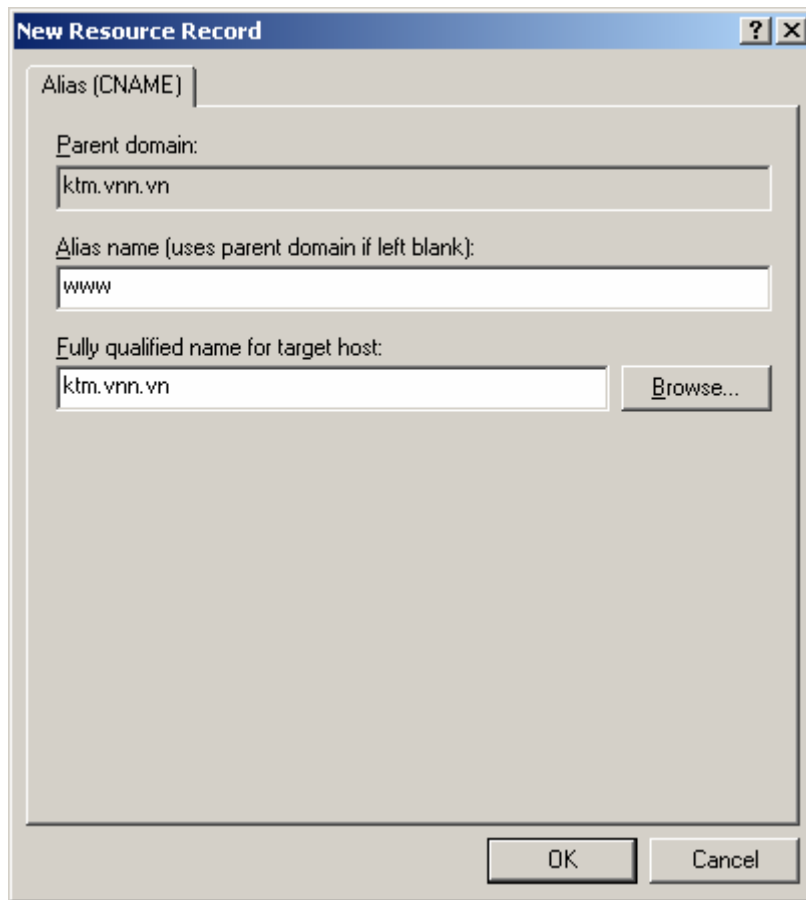 New Resource Record
Alias (CNAME)
Parent domain:
ktm.vnn.vn
Alias name (uses parent domain if left blank):
www
Fully qualified name for target host:
ktm.vnn.vn
Browse...
OK
Cancel